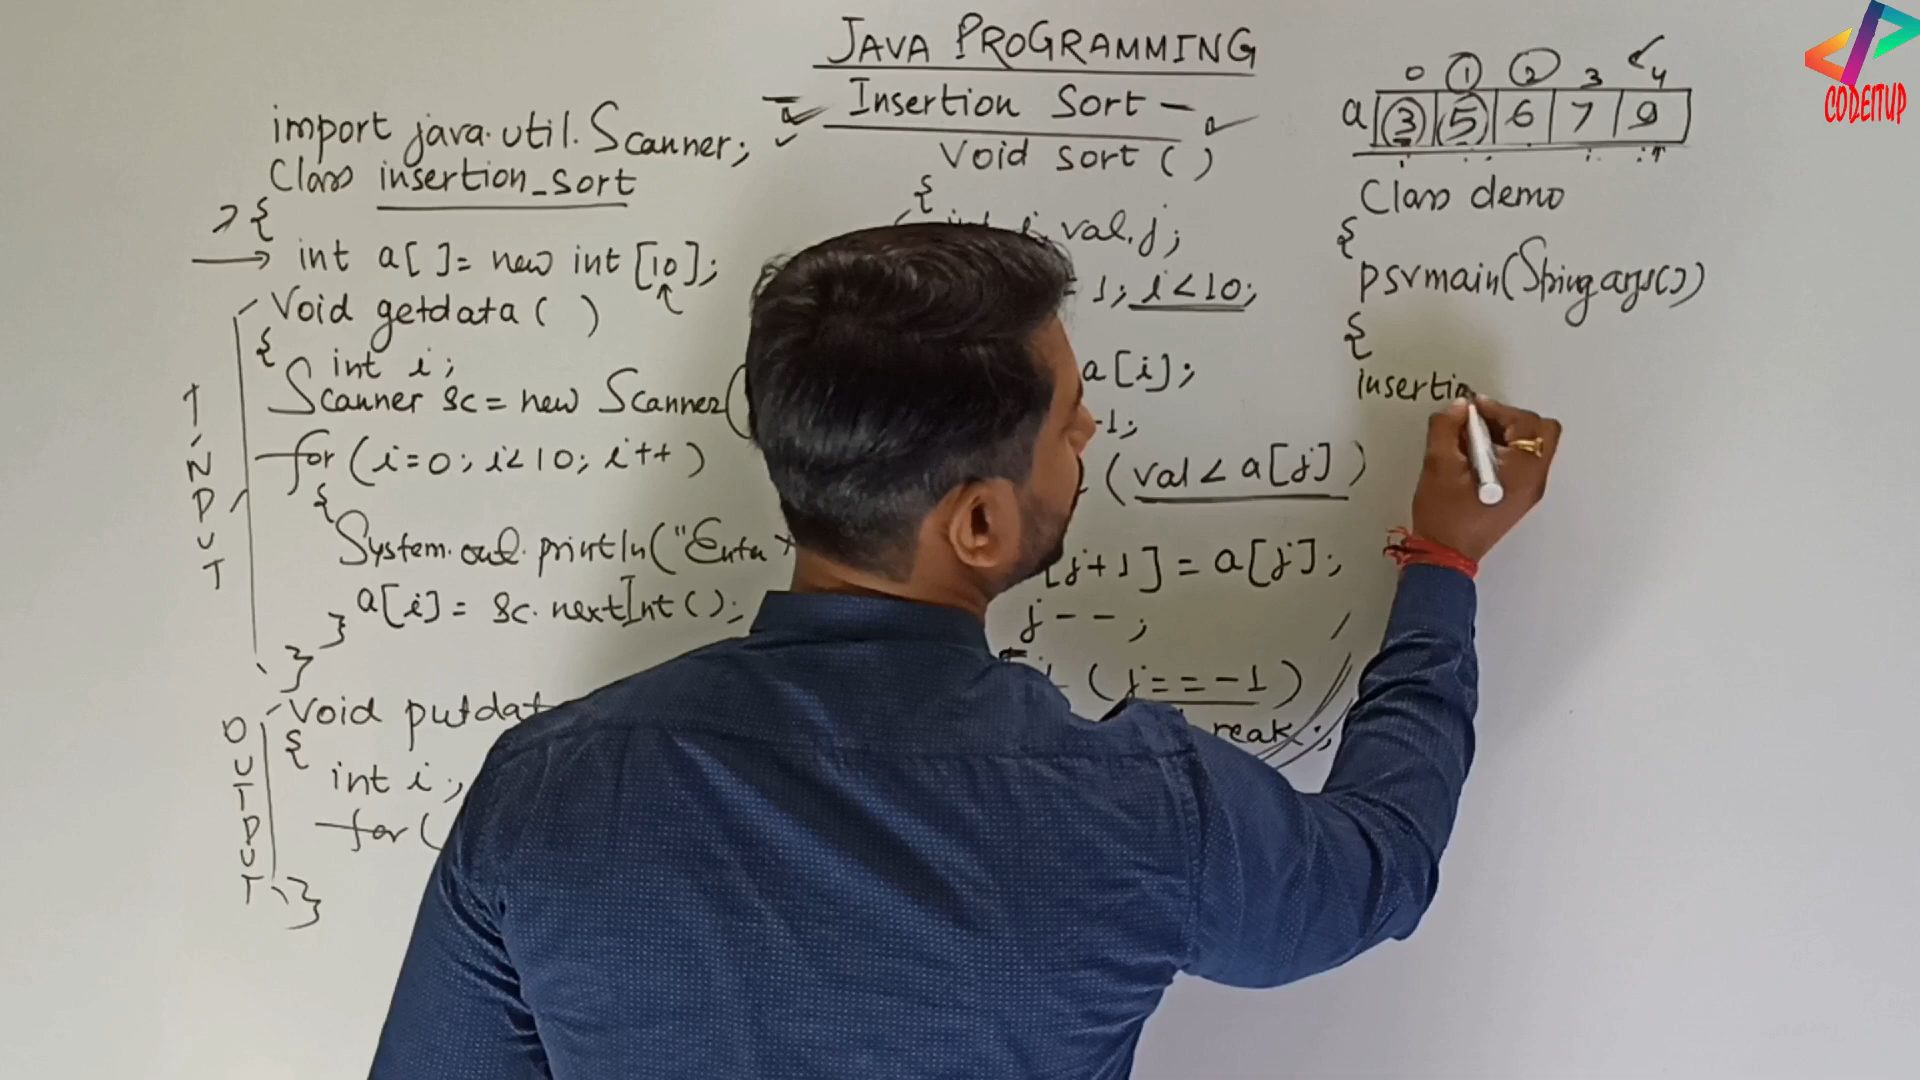 JAVA PROGRAMMING
Insertion Sort -
import java.util.Scanner;
Class insertion_sort
{
int a[ ]= new int [10];
Void getdata ( )
{
int i;
Scanner sc = new Scanner(
for (i=0; i<10; i++)
{
System.out.println("Enter
a[i] = sc.nextInt();
}
}
INPUT
Void putdat
{
int i;
for (
}
OUTPUT
Void sort ( )
{
int i, val, j;
= 1; i<10;
a[i];
-1;
(val < a[j])
[j+1] = a[j];
j--;
(j==-1)
reak;
0 1 2 3 4
a 3 5 6 7 9
Class demo
{
psvmain(String args[])
{
insertio
CODEITUP